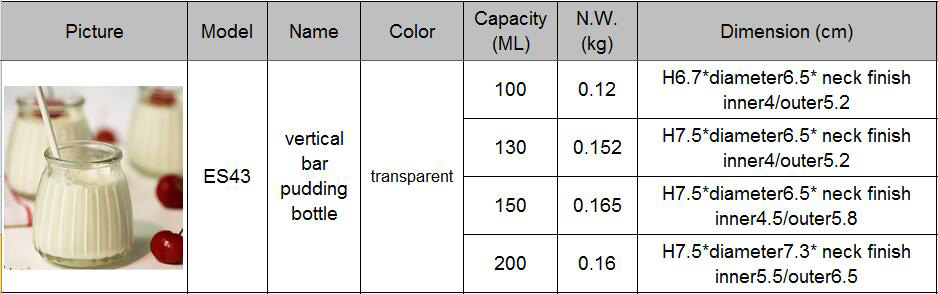 Picture
Model
Name
Color
Capacity
(ML)
N.W.
(kg)
Dimension (cm)
ES43
vertical
bar
pudding
bottle
transparent
100
0.12
H6.7*diameter6.5* neck finish
inner4/outer5.2
130
0.152
H7.5*diameter6.5* neck finish
inner4/outer5.2
150
0.165
H7.5*diameter6.5* neck finish
inner4.5/outer5.8
200
0.16
H7.5*diameter7.3* neck finish
inner5.5/outer6.5